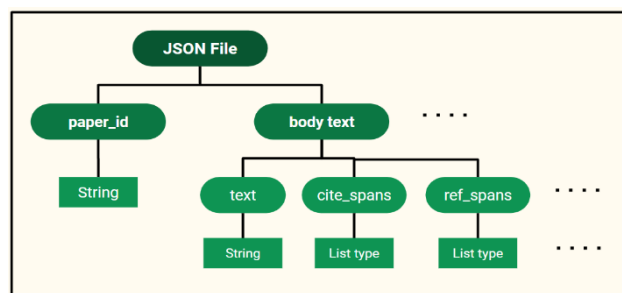 JSON File
paper_id
body text
. . . .
String
text
cite_spans
ref_spans
. . . .
String
List type
List type
. . . .